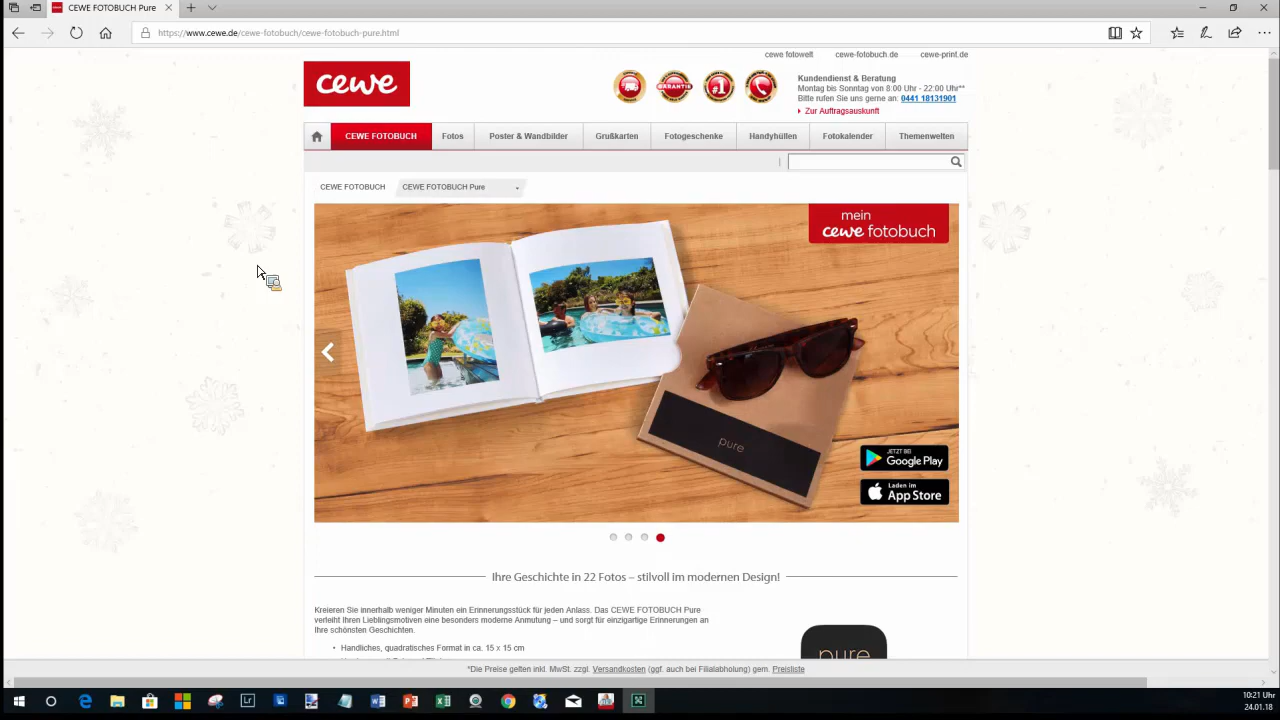 CEWE FOTOBUCH Pure
https://www.cewe.de/cewe-fotobuch/cewe-fotobuch-pure.html
cewe fotowelt cewe-fotobuch.de cewe-print.de
cewe
GARANTIE
#1
Kundendienst & Beratung
Montag bis Sonntag von 8:00 Uhr - 22:00 Uhr**
Bitte rufen Sie uns gerne an: 0441 18131901
Zur Auftragsauskunft
CEWE FOTOBUCH Fotos Poster & Wandbilder Grußkarten Fotogeschenke Handyhüllen Fotokalender Themenwelten
CEWE FOTOBUCH CEWE FOTOBUCH Pure
mein
cewe fotobuch
pure
JETZT BEI
Google Play
Laden im
App Store
Ihre Geschichte in 22 Fotos – stilvoll im modernen Design!
Kreieren Sie innerhalb weniger Minuten ein Erinnerungsstück für jeden Anlass. Das CEWE FOTOBUCH Pure
verleiht Ihren Lieblingsmotiven eine besonders moderne Anmutung – und sorgt für einzigartige Erinnerungen an
Ihre schönsten Geschichten.
• Handliches, quadratisches Format in ca. 15 x 15 cm
pure
*Die Preise gelten inkl. MwSt. zzgl. Versandkosten (ggf. auch bei Filialabholung) gem. Preisliste
10:21 Uhr
24.01.18